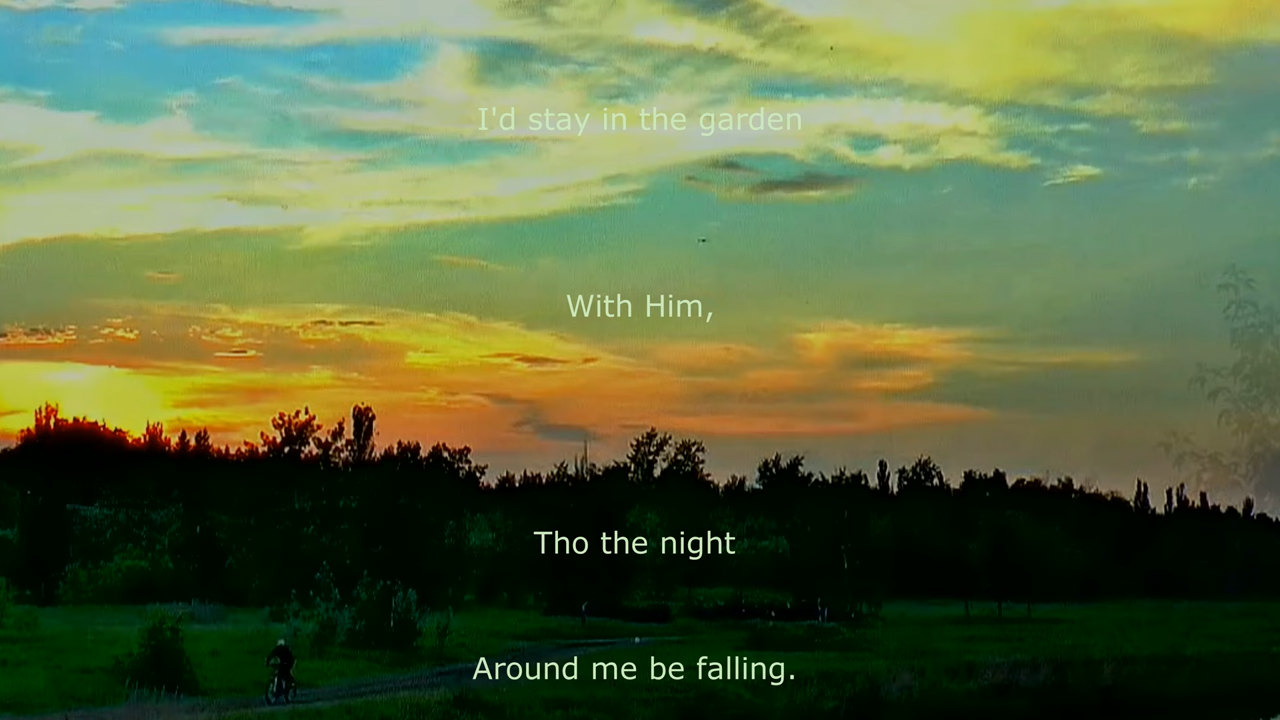 I'd stay in the garden
With Him,
Tho the night
Around me be falling.